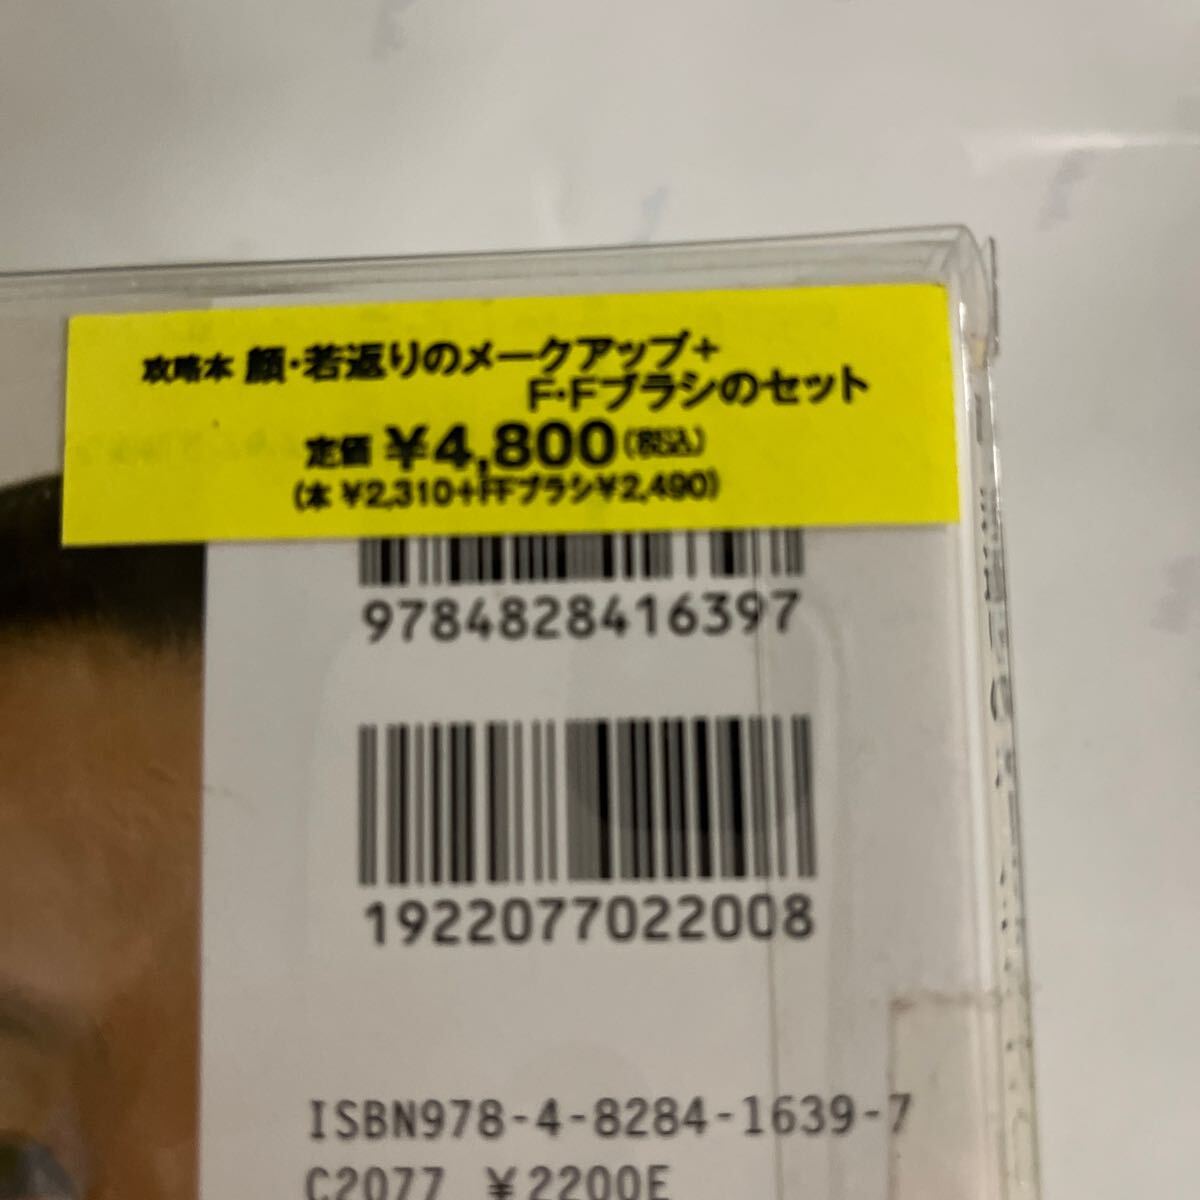 攻略本 顔・若返りのメークアップ+
F・Fブラシのセット
定価 ¥4,800(税込)
(本 ¥2,310+FFブラシ¥2,490)
9784828416397
1922077022008
ISBN978-4-8284-1639-7
C2077 ¥2200E